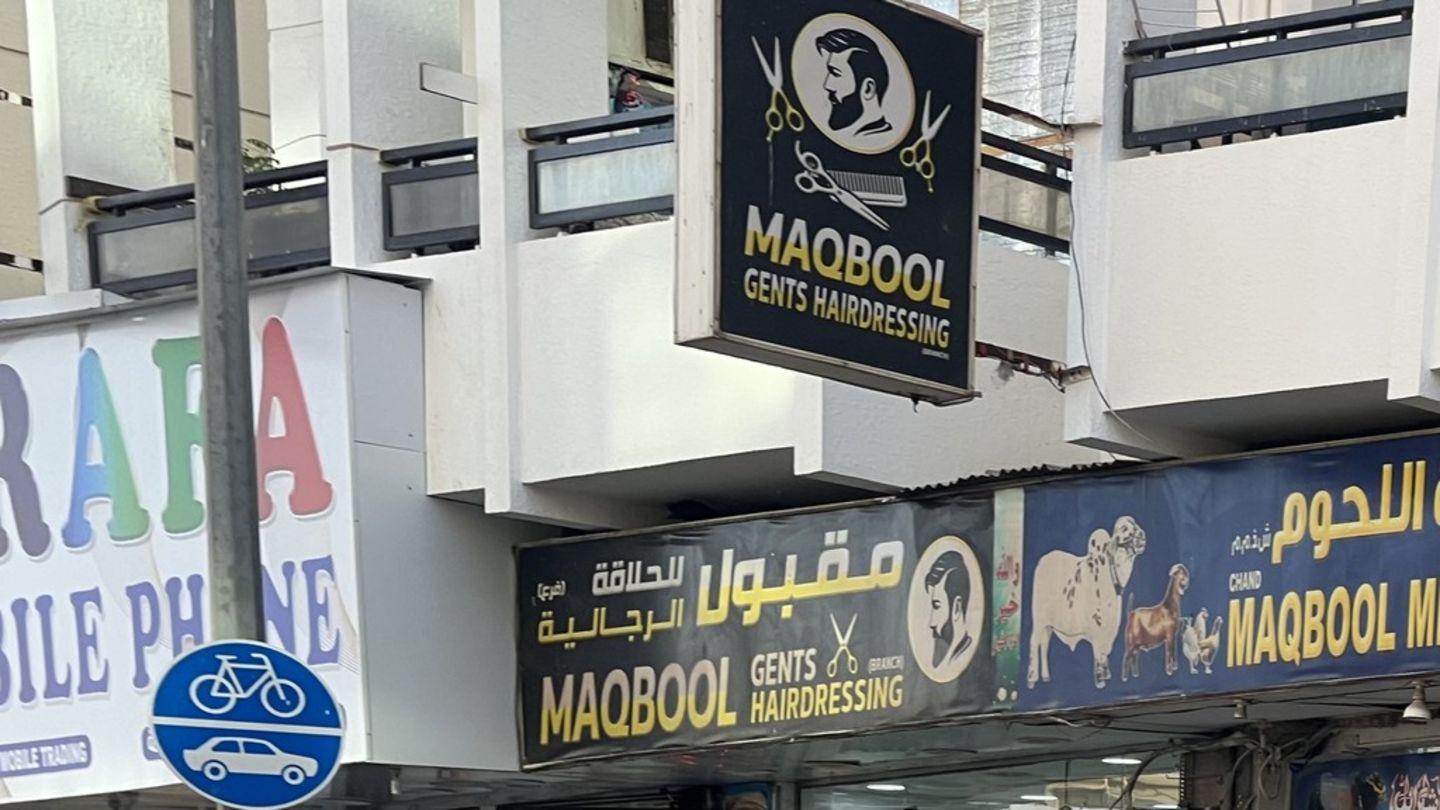 MAQBOOL
GENTS HAIRDRESSING
(BRANCH)
RAFA
BILE PHONE
MOBILE TRADING
مقبول للحلاقة (فرع)
الرجالية
MAQBOOL GENTS (BRANCH)
HAIRDRESSING
اللحوم
ش.ذ.م.م
CHAND
MAQBOOL M